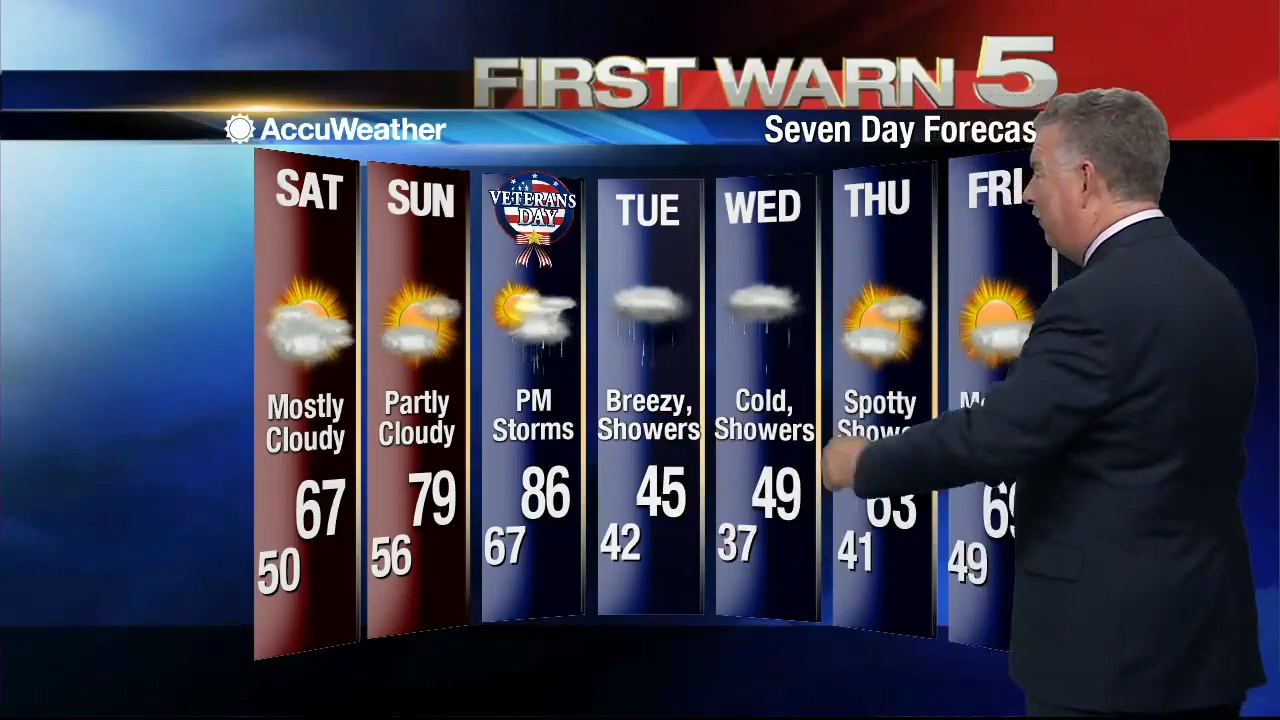 FIRST WARN 5
AccuWeather
Seven Day Forecas
SAT
SUN
VETERANS
DAY
TUE
WED
THU
FRI
Mostly
Cloudy
Partly
Cloudy
PM
Storms
Breezy,
Showers
Cold,
Showers
Spotty
67
50
79
56
86
67
45
42
49
37
63
41
49